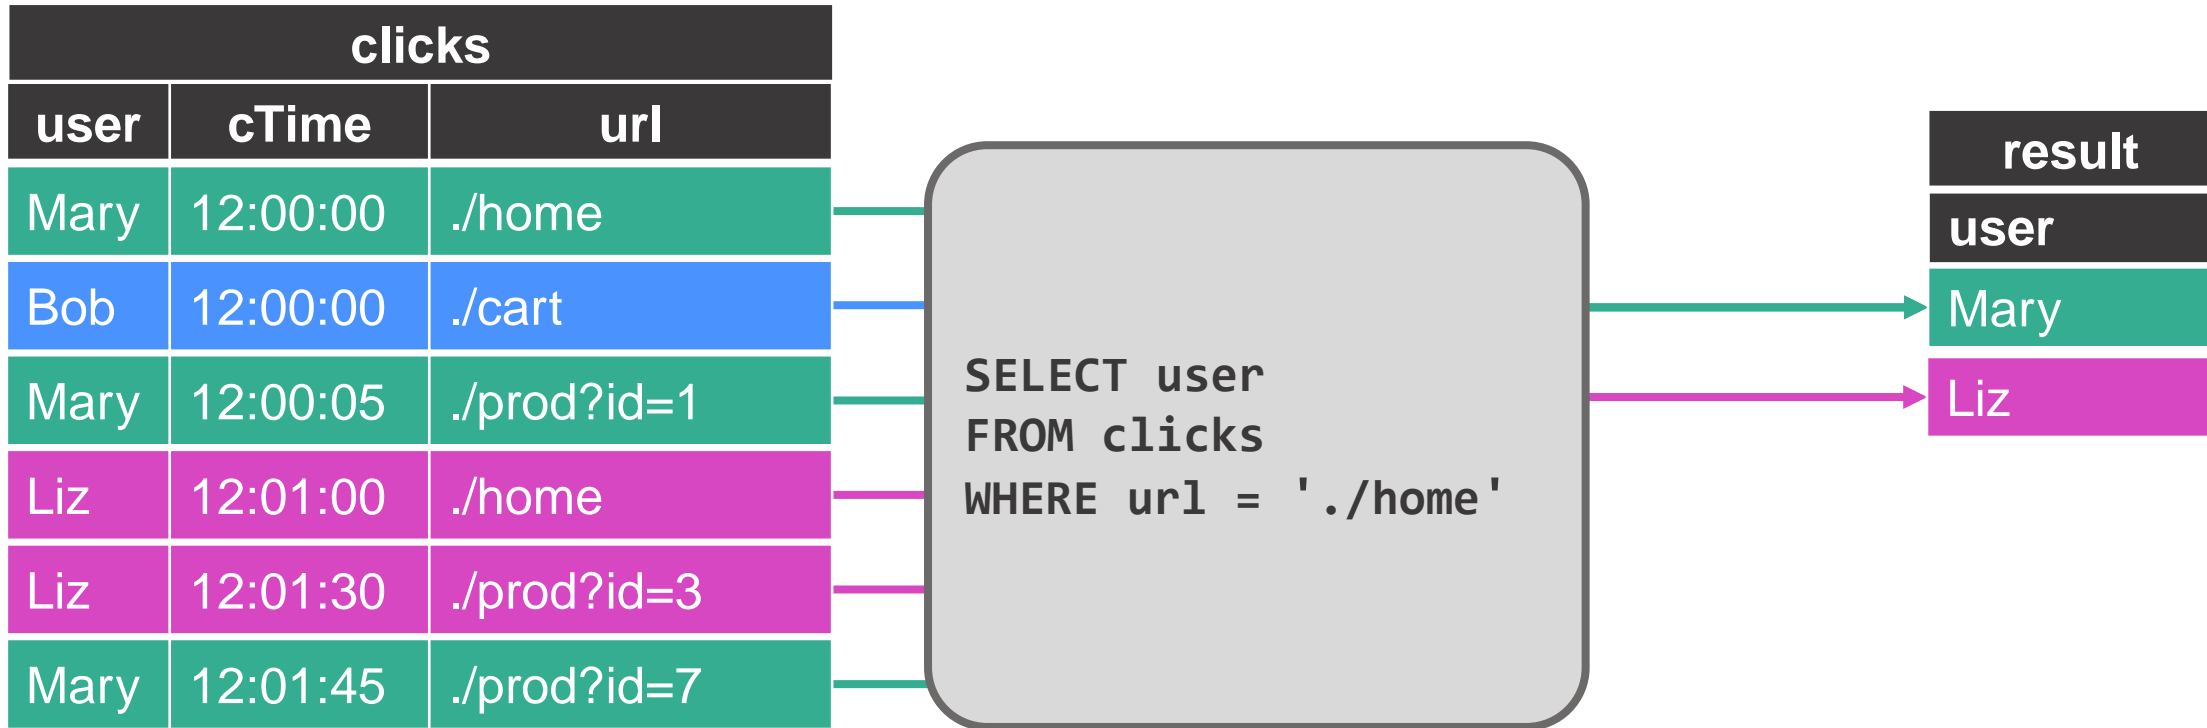 clicks
user cTime url
Mary 12:00:00 ./home
Bob 12:00:00 ./cart
Mary 12:00:05 ./prod?id=1
Liz 12:01:00 ./home
Liz 12:01:30 ./prod?id=3
Mary 12:01:45 ./prod?id=7
SELECT user
FROM clicks
WHERE url = './home'
result
user
Mary
Liz